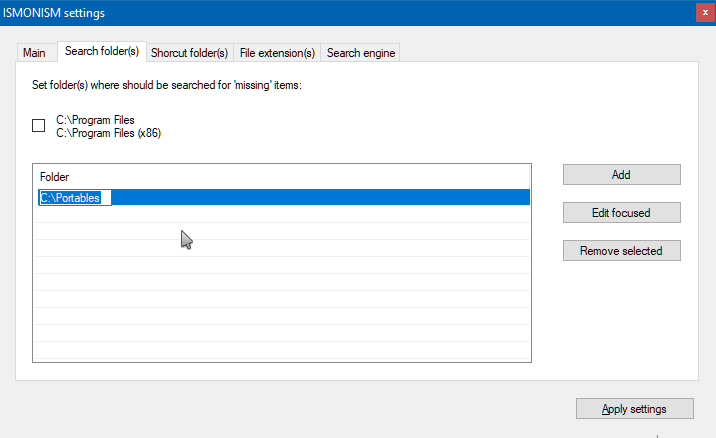 ISMONISM settings
x
Main
Search folder(s)
Shorcut folder(s)
File extension(s)
Search engine
Set folder(s) where should be searched for 'missing' items:
C:\Program Files
C:\Program Files (x86)
Folder
C:\Portables
Add
Edit focused
Remove selected
Apply settings